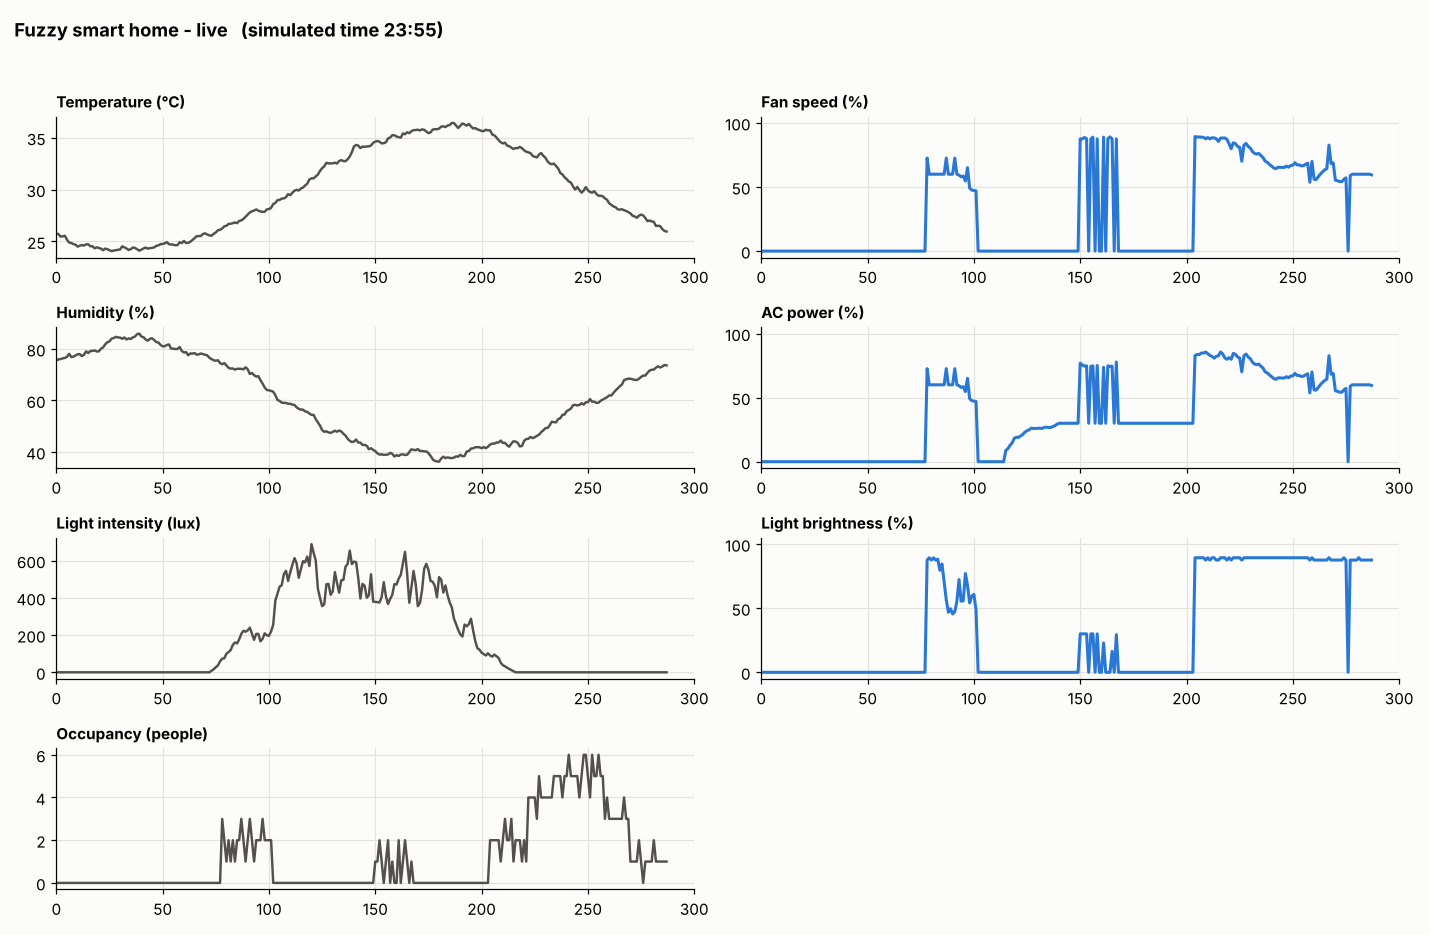 Fuzzy smart home - live (simulated time 23:55)
Temperature (°C)
35
30
25
0 50 100 150 200 250 300
Fan speed (%)
100
50
0
0 50 100 150 200 250 300
Humidity (%)
80
60
40
0 50 100 150 200 250 300
AC power (%)
100
50
0
0 50 100 150 200 250 300
Light intensity (lux)
600
400
200
0
0 50 100 150 200 250 300
Light brightness (%)
100
50
0
0 50 100 150 200 250 300
Occupancy (people)
6
4
2
0
0 50 100 150 200 250 300